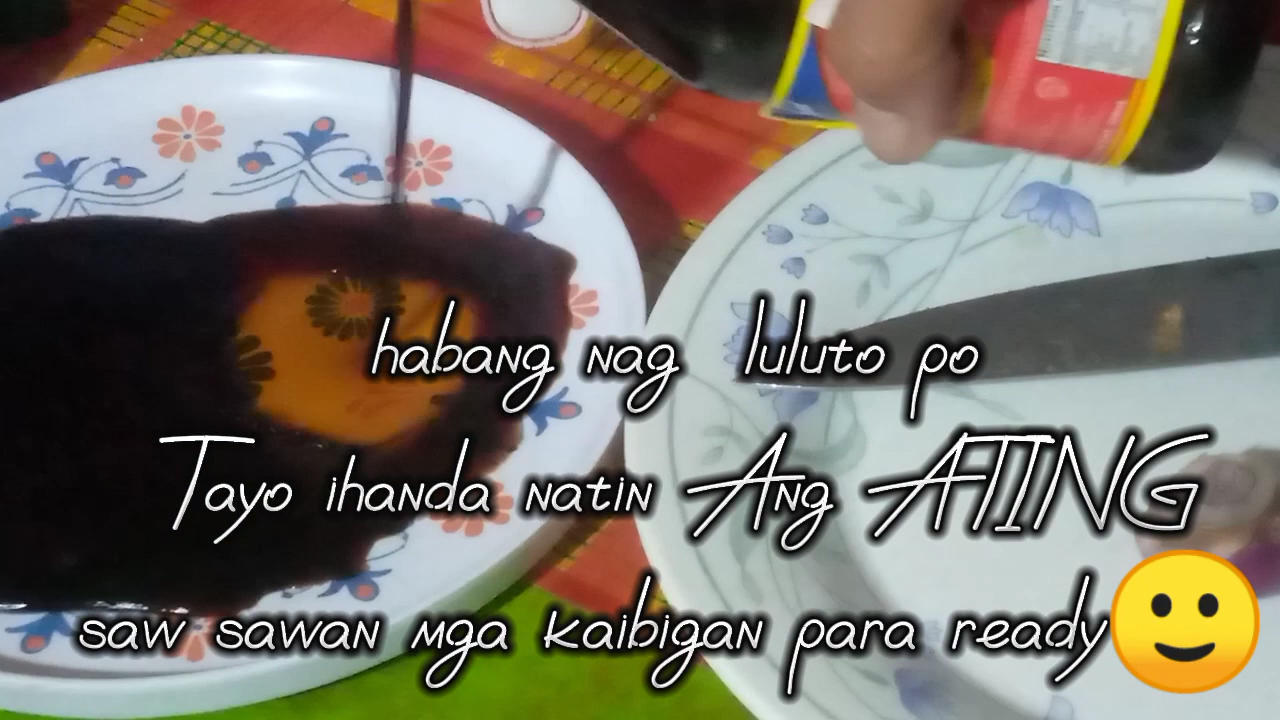 habang nag luluto po
Tayo ihanda natin Ang ATING
saw sawan mga kaibigan para ready